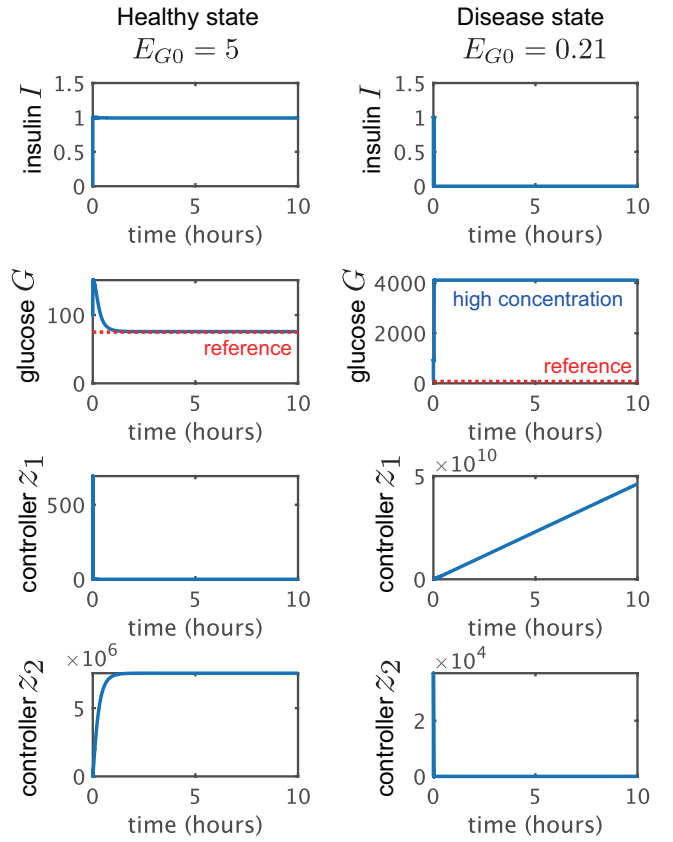 Healthy state
E_{G0} = 5
Disease state
E_{G0} = 0.21
insulin I
1.5
1
0.5
0
0
5
10
time (hours)
insulin I
1.5
1
0.5
0
0
5
10
time (hours)
glucose G
100
0
reference
0
5
10
time (hours)
glucose G
4000
2000
0
high concentration
reference
0
5
10
time (hours)
controller z_1
500
0
0
5
10
time (hours)
controller z_1
×10^{10}
5
0
0
5
10
time (hours)
controller z_2
×10^6
5
0
0
5
10
time (hours)
controller z_2
×10^4
2
0
0
5
10
time (hours)